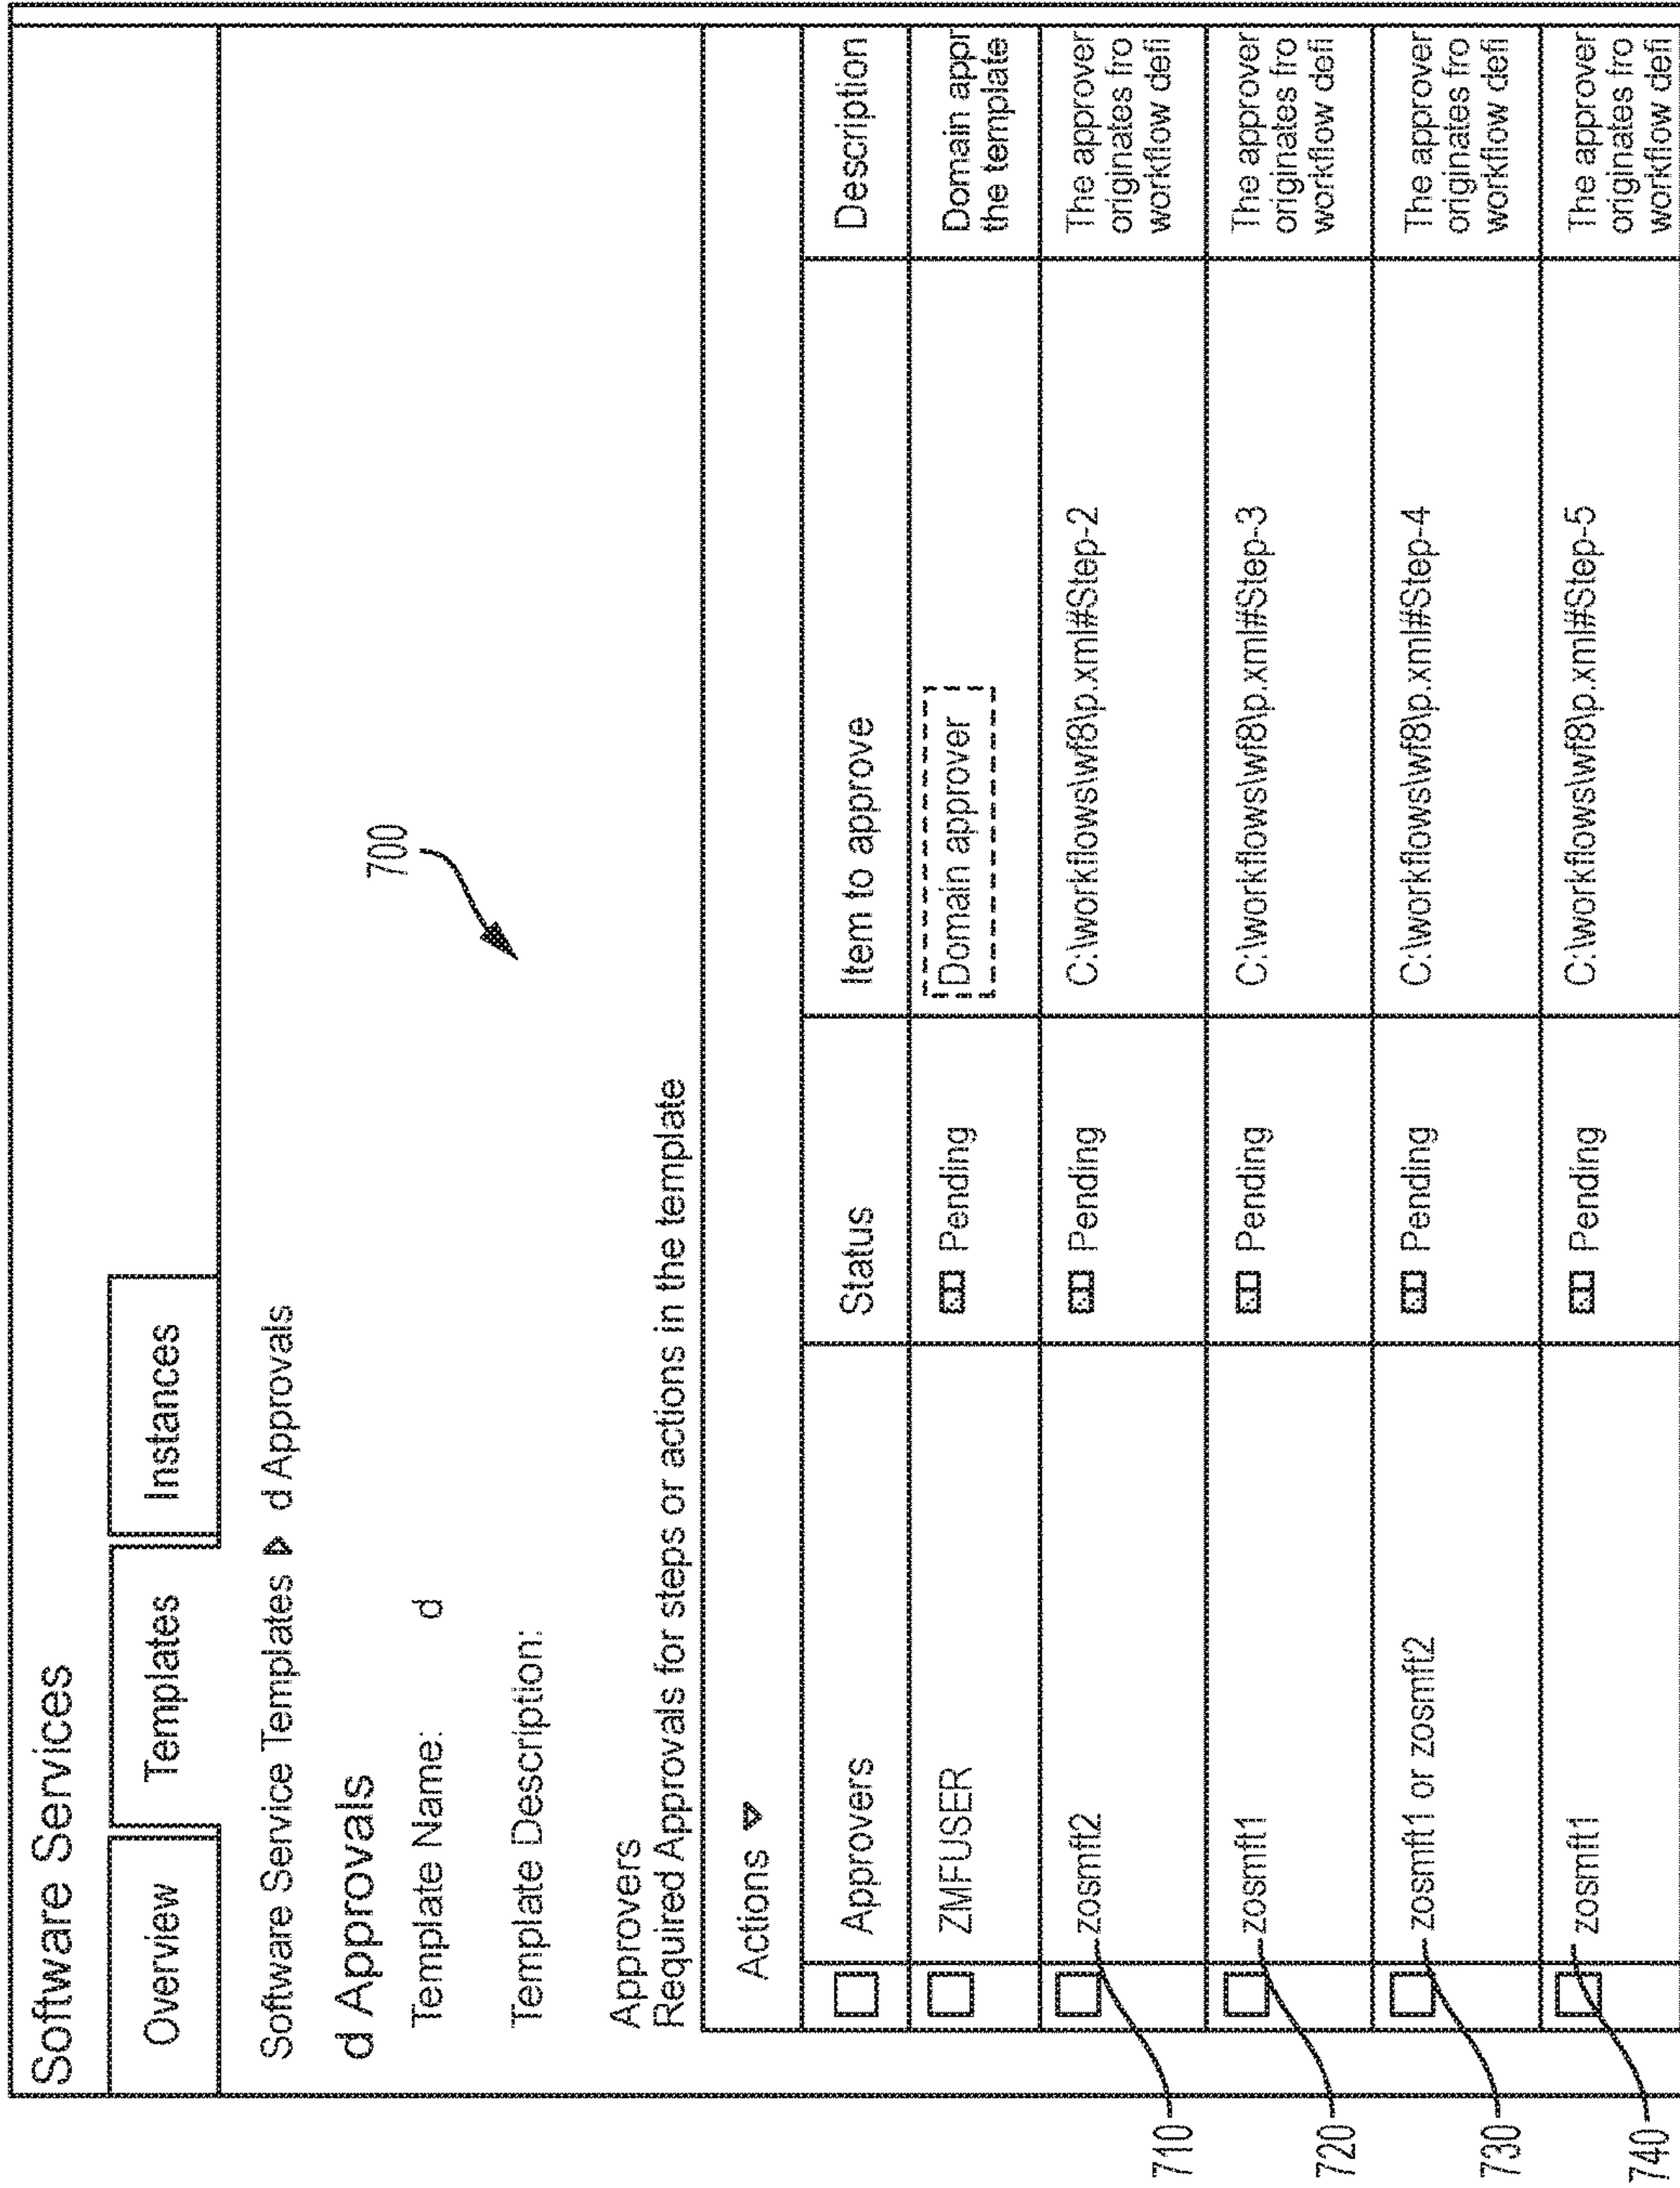 Software Services
Overview
Templates
Instances
Software Service Templates ▶ d Approvals
d Approvals
Template Name: d
Template Description:
700
Approvers
Required Approvals for steps or actions in the template
Actions ▼
Approvers Status Item to approve Description
ZMFUSER Pending Domain approver Domain appr
the template
710 zosmft2 Pending C:\workflows\wf8\p.xml#Step-2 The approver
originates fro
workflow defi
720 zosmft1 Pending C:\workflows\wf8\p.xml#Step-3 The approver
originates fro
workflow defi
730 zosmft1 or zosmft2 Pending C:\workflows\wf8\p.xml#Step-4 The approver
originates fro
workflow defi
740 zosmft1 Pending C:\workflows\wf8\p.xml#Step-5 The approver
originates fro
workflow defi